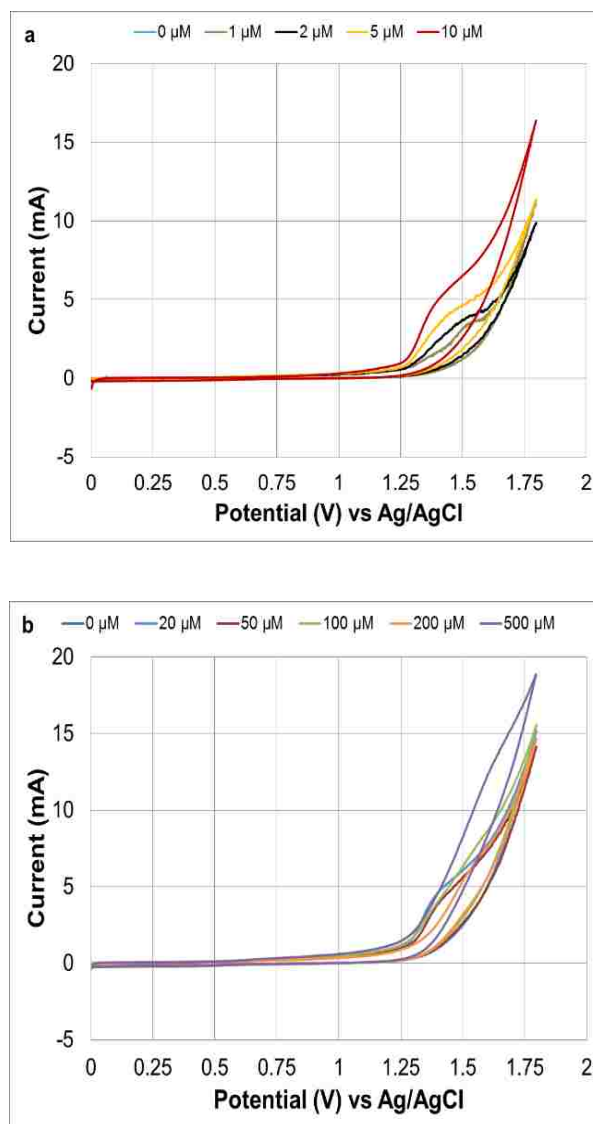 a
0 µM 1 µM 2 µM 5 µM 10 µM
20
15
10
5
0
-5
Current (mA)
0 0.25 0.5 0.75 1 1.25 1.5 1.75 2
Potential (V) vs Ag/AgCl
b
0 µM 20 µM 50 µM 100 µM 200 µM 500 µM
20
15
10
5
0
-5
Current (mA)
0 0.25 0.5 0.75 1 1.25 1.5 1.75 2
Potential (V) vs Ag/AgCl